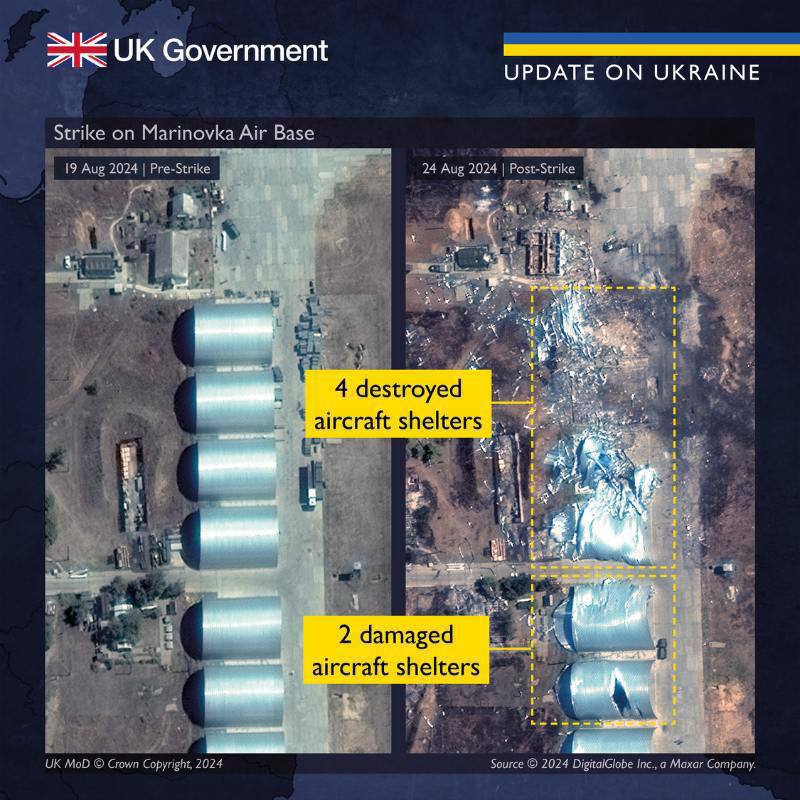 UK Government
UPDATE ON UKRAINE
Strike on Marinovka Air Base
19 Aug 2024 | Pre-Strike
24 Aug 2024 | Post-Strike
4 destroyed
aircraft shelters
2 damaged
aircraft shelters
UK MoD © Crown Copyright, 2024
Source © 2024 DigitalGlobe Inc., a Maxar Company.